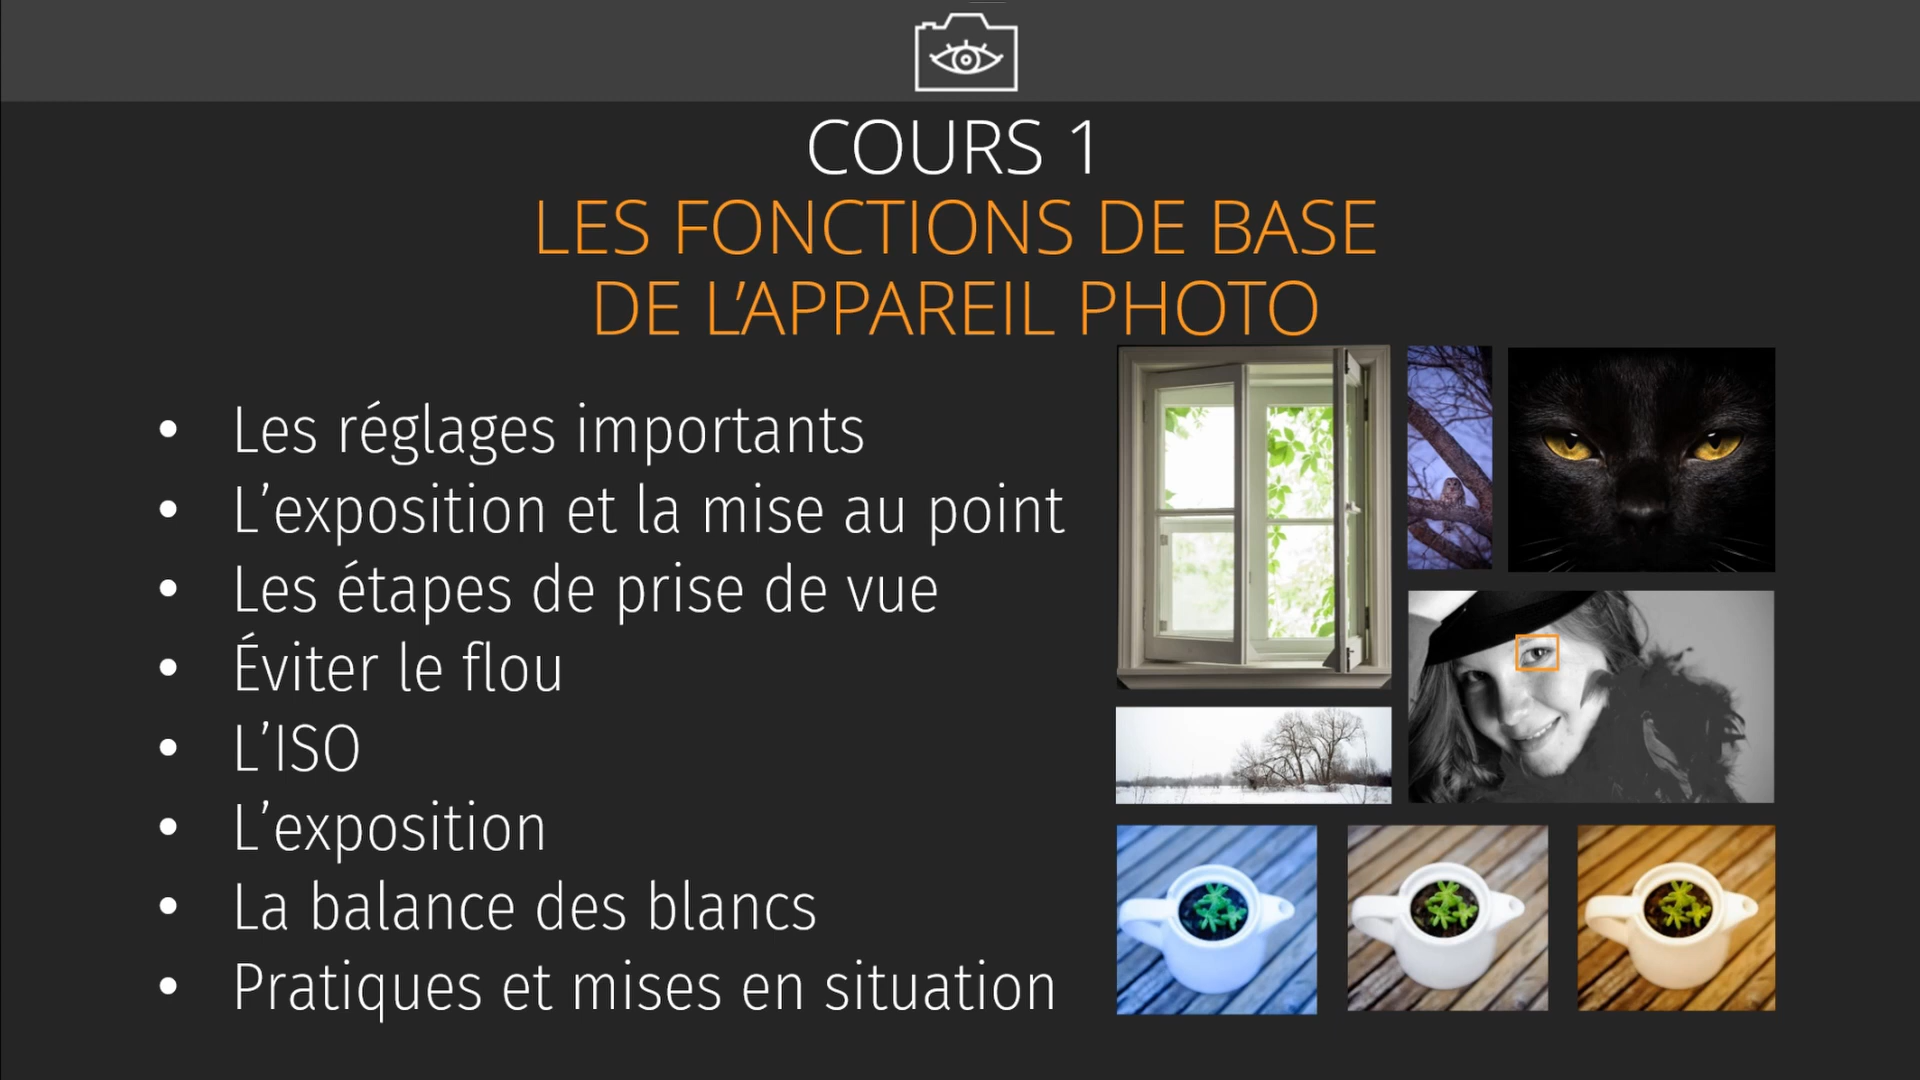 COURS 1
LES FONCTIONS DE BASE
DE L’APPAREIL PHOTO
• Les réglages importants
• L’exposition et la mise au point
• Les étapes de prise de vue
• Éviter le flou
• L’ISO
• L’exposition
• La balance des blancs
• Pratiques et mises en situation